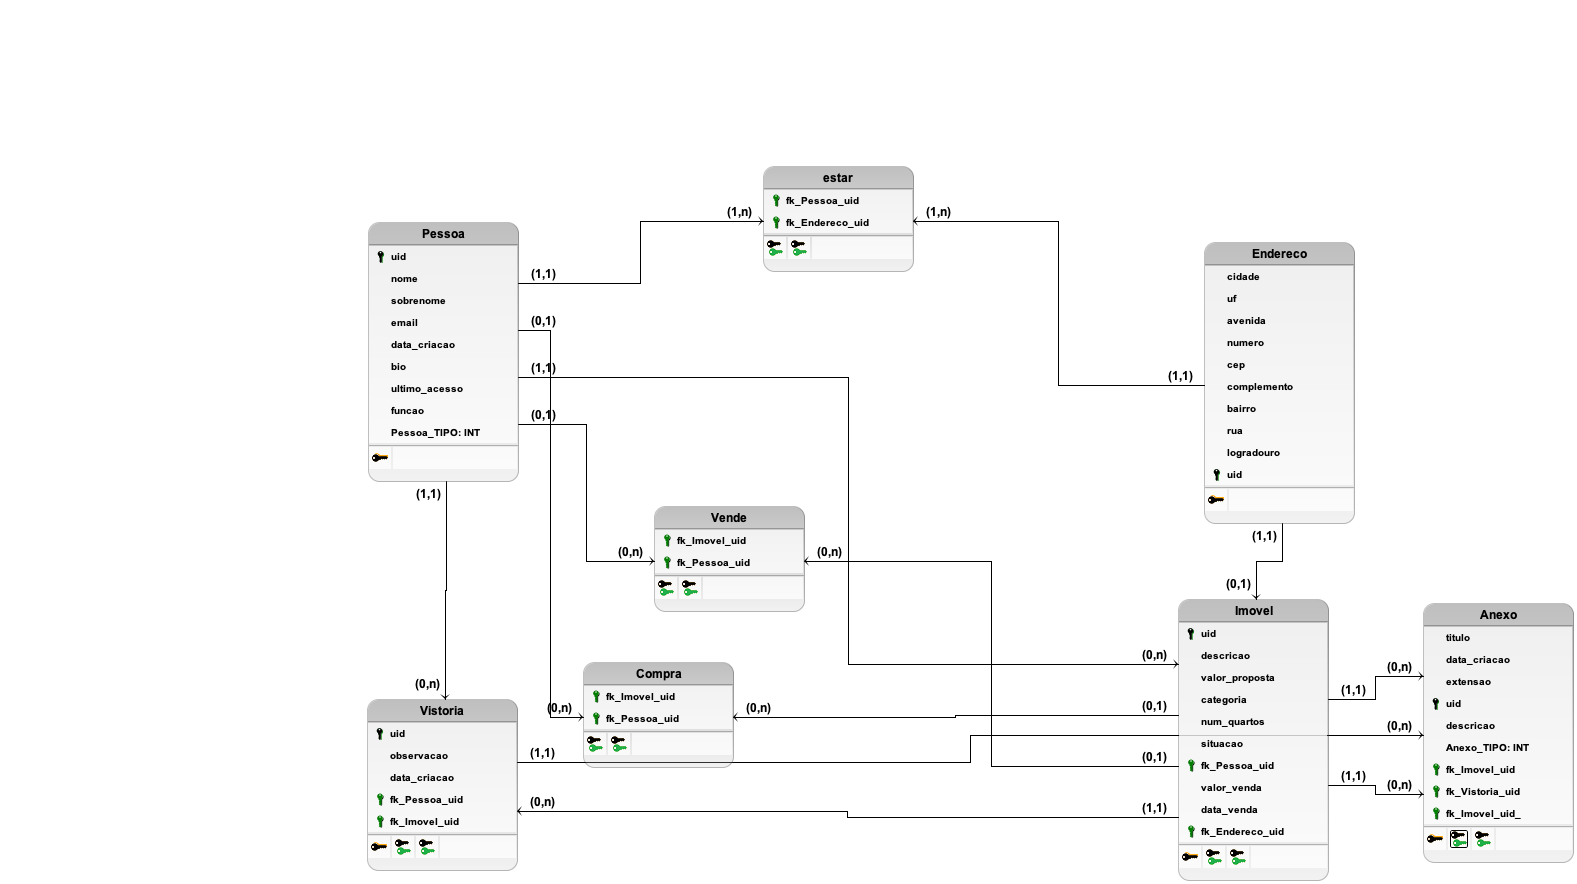 estar
fk_Pessoa_uid
fk_Endereco_uid
(1,n)
(1,n)
Pessoa
uid
nome
sobrenome
email
data_criacao
bio
ultimo_acesso
funcao
Pessoa_TIPO: INT
(1,1)
(0,1)
(1,1)
(0,1)
(1,1)
Endereco
cidade
uf
avenida
numero
cep
complemento
bairro
rua
logradouro
uid
(1,1)
(1,1)
Vende
fk_Imovel_uid
fk_Pessoa_uid
(0,n)
(0,n)
Compra
fk_Imovel_uid
fk_Pessoa_uid
(0,n)
(0,n)
(0,n)
Vistoria
uid
observacao
data_criacao
fk_Pessoa_uid
fk_Imovel_uid
(1,1)
(0,n)
(0,1)
Imovel
uid
descricao
valor_proposta
categoria
num_quartos
situacao
fk_Pessoa_uid
valor_venda
data_venda
fk_Endereco_uid
(0,n)
(0,1)
(0,1)
(1,1)
(1,1)
(1,1)
Anexo
titulo
data_criacao
extensao
uid
descricao
Anexo_TIPO: INT
fk_Imovel_uid
fk_Vistoria_uid
fk_Imovel_uid_
(0,n)
(0,n)
(0,n)